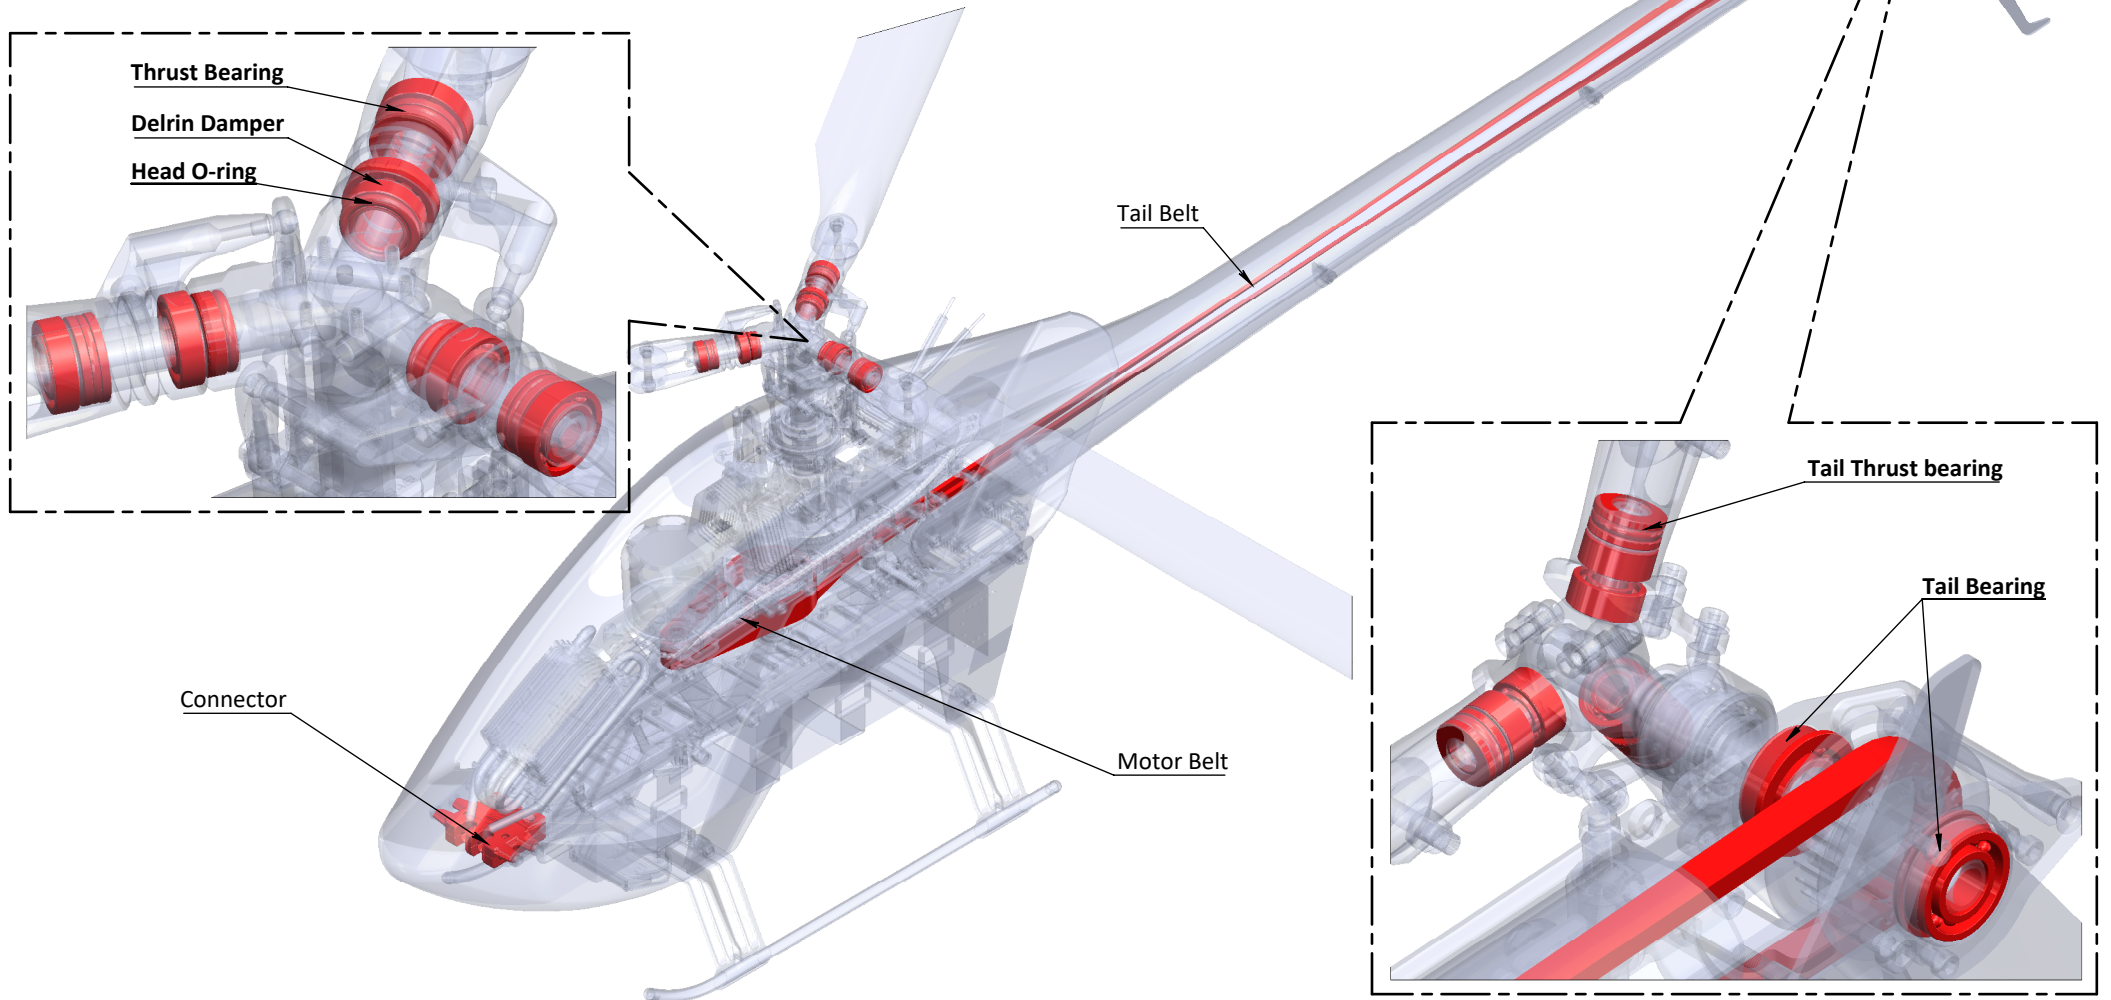 Thrust Bearing
Delrin Damper
Head O-ring
Tail Belt
Tail Thrust bearing
Tail Bearing
Connector
Motor Belt